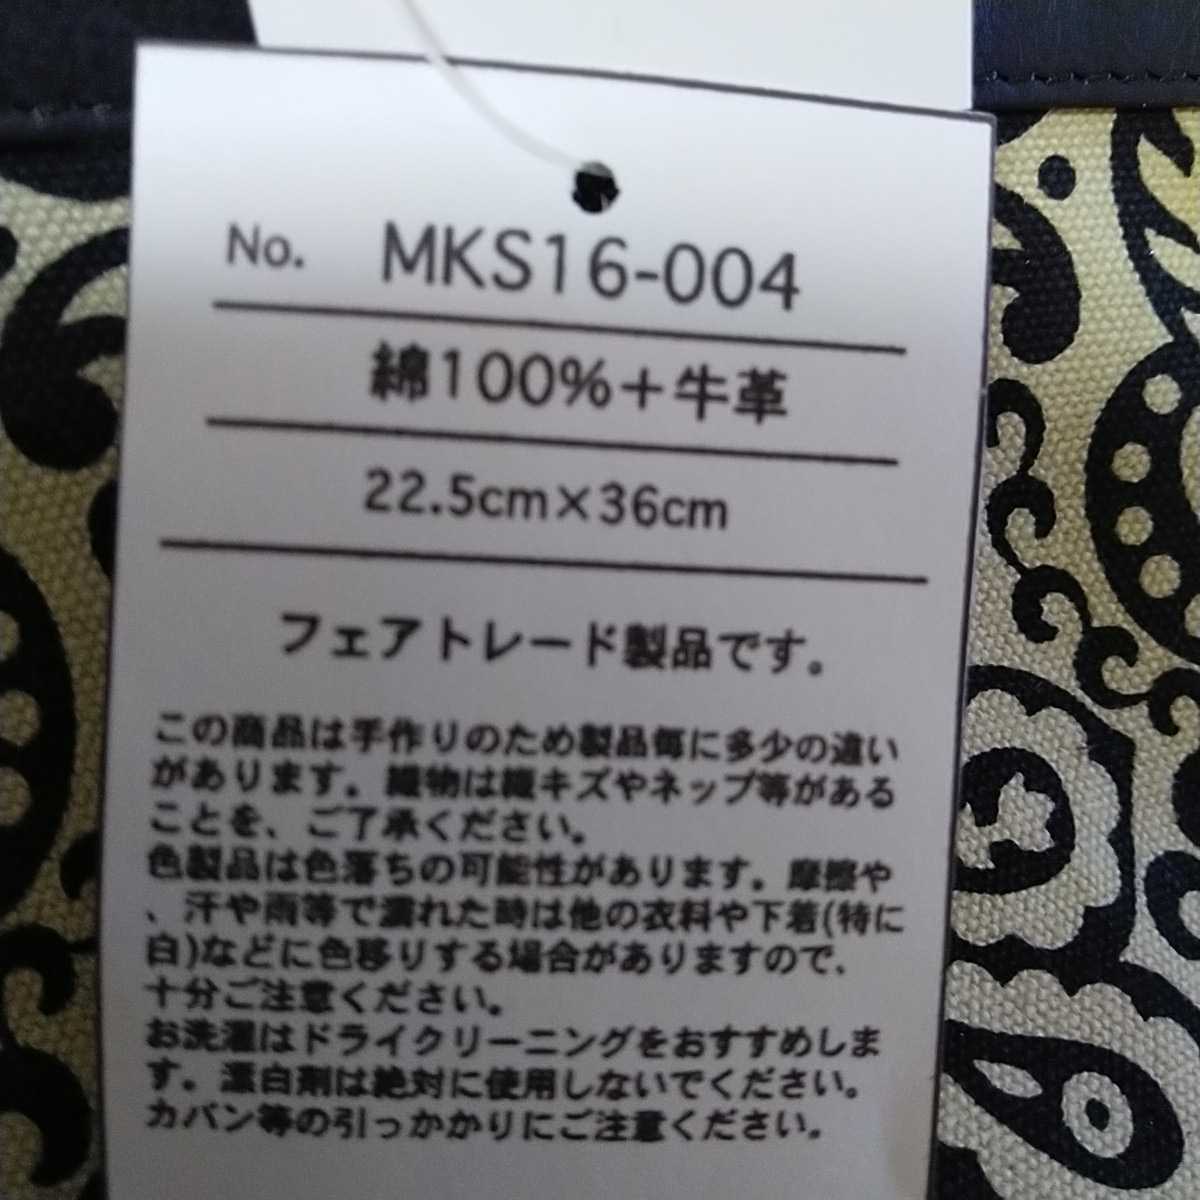 No. MKS16-004
綿100%+牛革
22.5cm×36cm
フェアトレード製品です。
この商品は手作りのため製品毎に多少の違い
があります。織物は織キズやネップ等がある
ことを、ご了承ください。
色製品は色落ちの可能性があります。摩擦や
、汗や雨等で濡れた時は他の衣料や下着(特に
白)などに色移りする場合がありますので、
十分ご注意ください。
お洗濯はドライクリーニングをおすすめしま
す。漂白剤は絶対に使用しないでください。
カバン等の引っかかりにご注意ください。